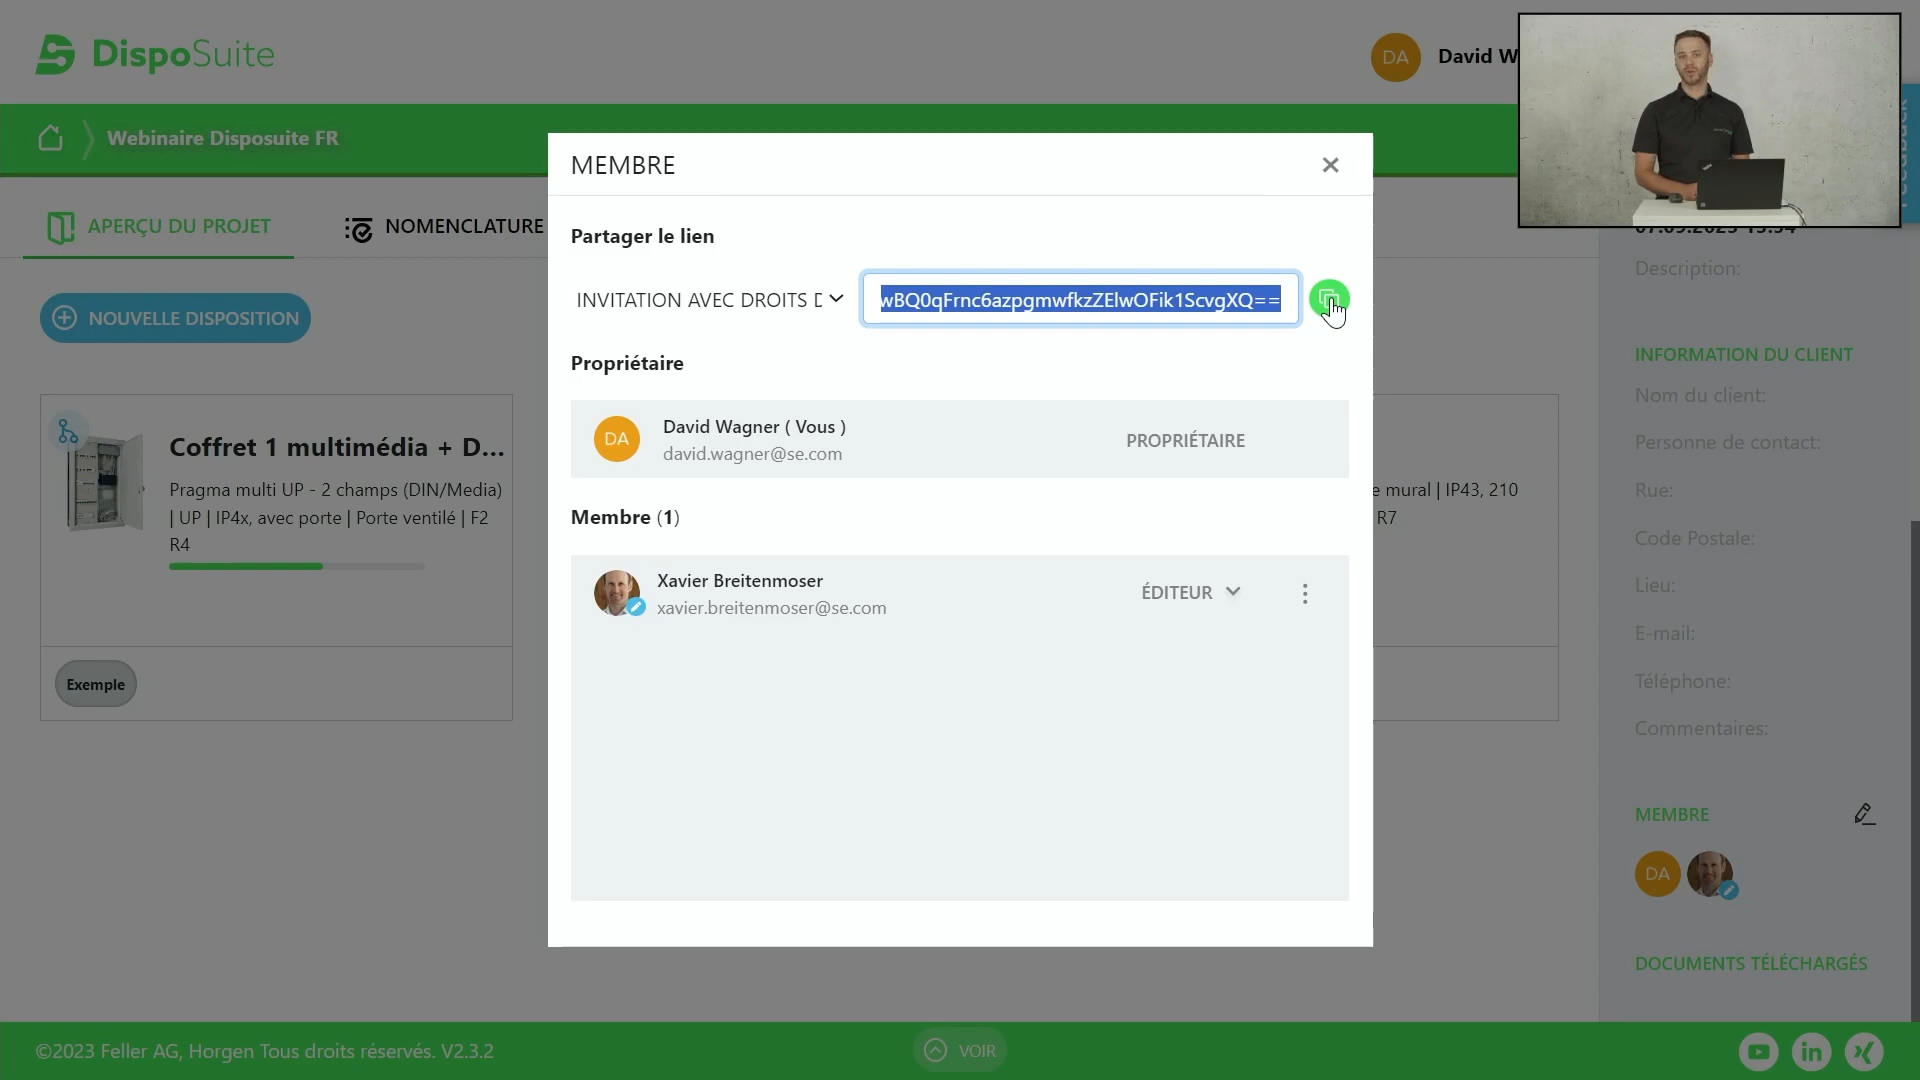 DispoSuite
DA
David W
Webinaire Disposuite FR
MEMBRE
APERÇU DU PROJET
NOMENCLATURE
Partager le lien
Description:
INVITATION AVEC DROITS D
wBQ0qFrnc6azpgmwfkzZElwOFik1ScvgXQ==
NOUVELLE DISPOSITION
INFORMATION DU CLIENT
Propriétaire
Nom du client:
DA
David Wagner ( Vous )
david.wagner@se.com
PROPRIÉTAIRE
Personne de contact:
Coffret 1 multimédia + D...
Pragma multi UP - 2 champs (DIN/Media)
| UP | IP4x, avec porte | Porte ventilé | F2
R4
e mural | IP43, 210
R7
Rue:
Membre (1)
Code Postale:
Xavier Breitenmoser
xavier.breitenmoser@se.com
ÉDITEUR
Lieu:
E-mail:
Exemple
Téléphone:
Commentaires:
MEMBRE
DA
DOCUMENTS TÉLÉCHARGÉS
©2023 Feller AG, Horgen Tous droits réservés. V2.3.2
VOIR
in